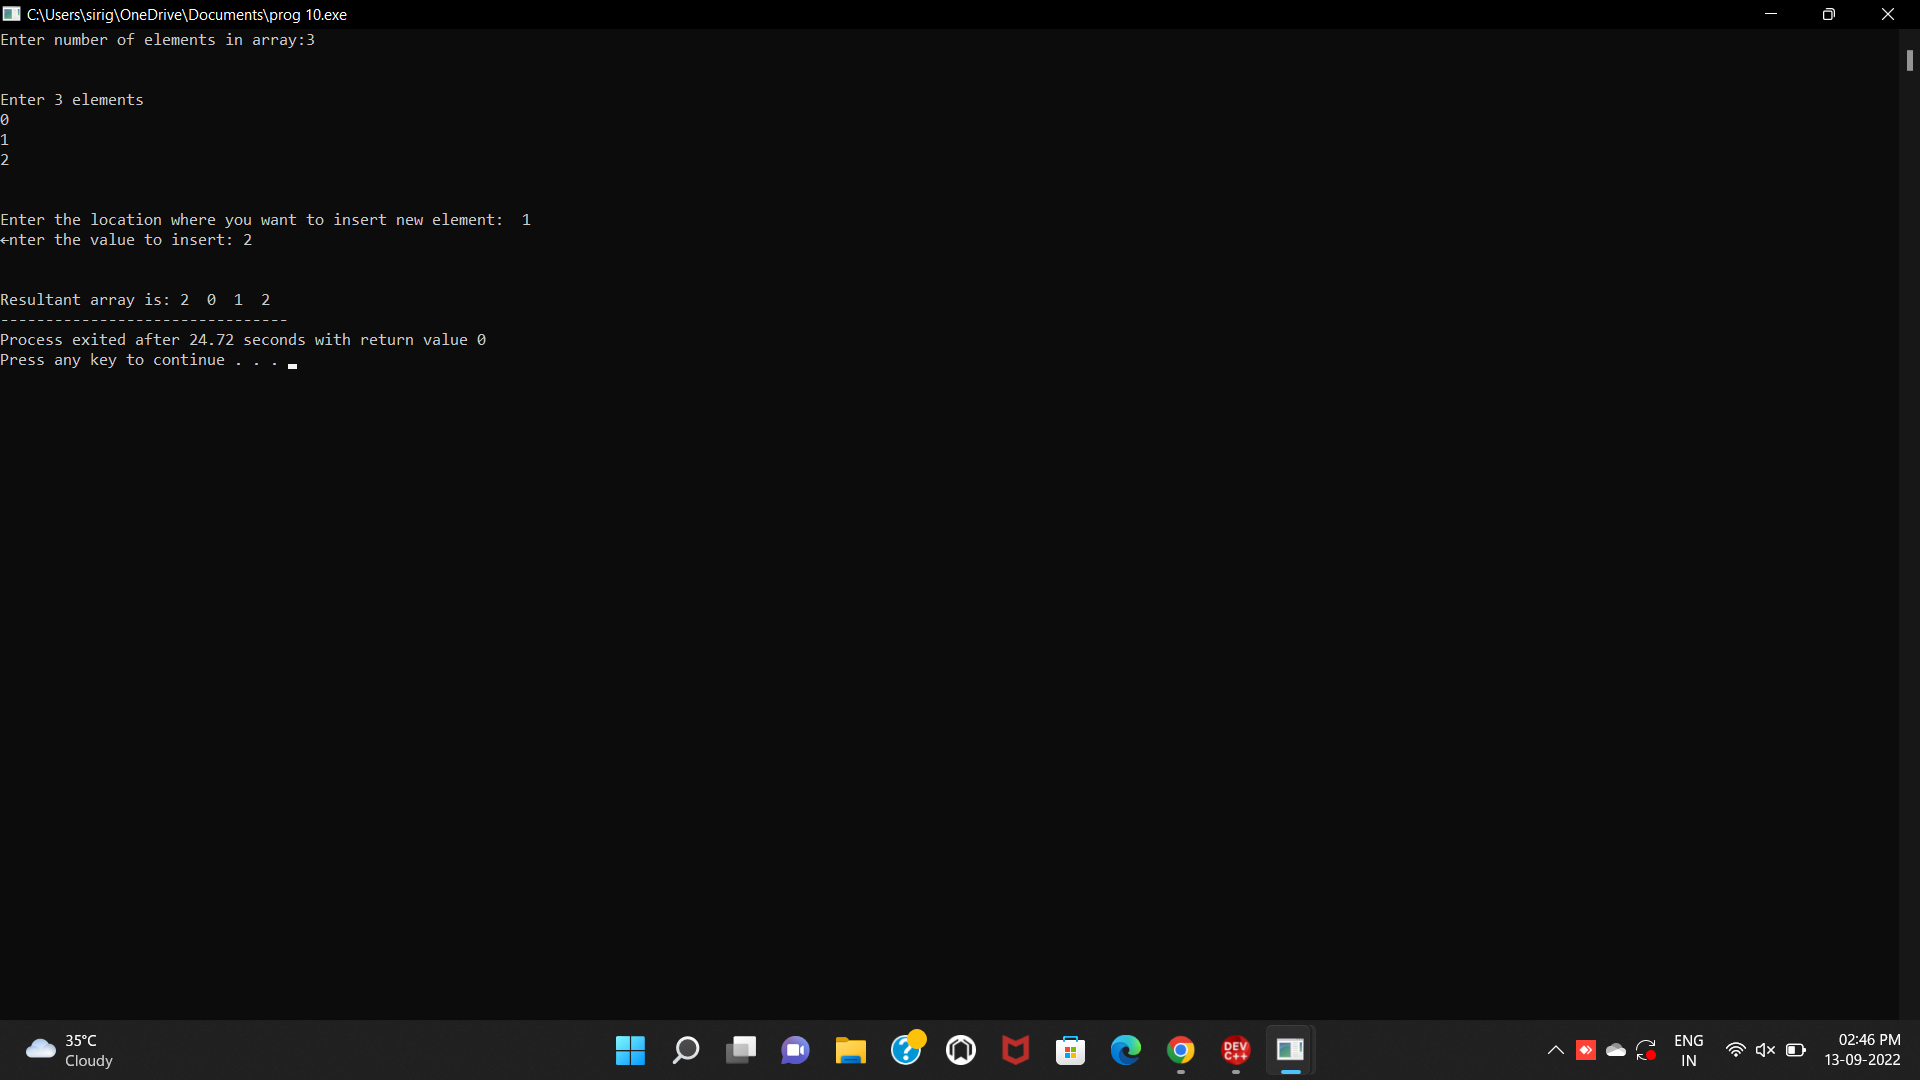 C:\Users\sirig\OneDrive\Documents\prog 10.exe
Enter number of elements in array:3
Enter 3 elements
0
1
2
Enter the location where you want to insert new element:  1
←nter the value to insert: 2
Resultant array is: 2  0  1  2
--------------------------------
Process exited after 24.72 seconds with return value 0
Press any key to continue . . .
35°C
Cloudy
DEV
C++
ENG
IN
02:46 PM
13-09-2022